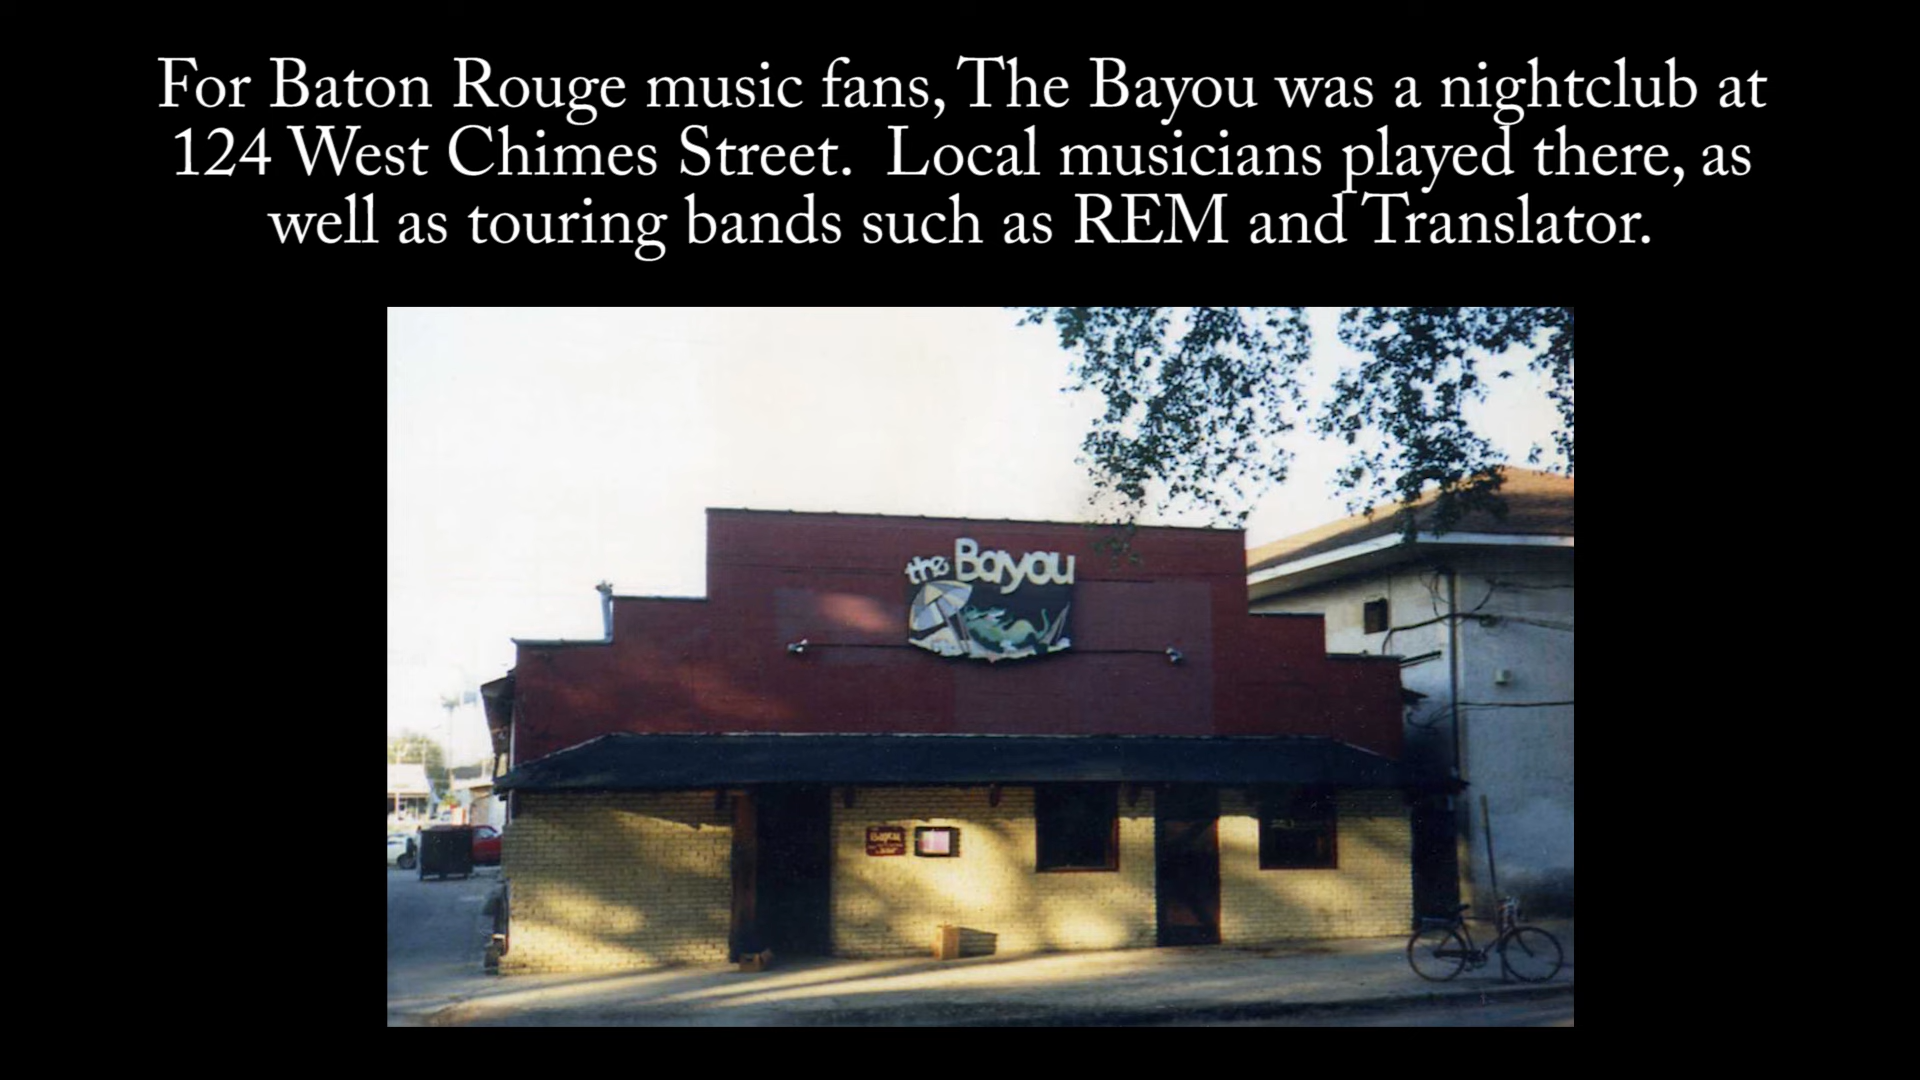 For Baton Rouge music fans, The Bayou was a nightclub at
124 West Chimes Street.  Local musicians played there, as
well as touring bands such as REM and Translator.
the Bayou
Bayou